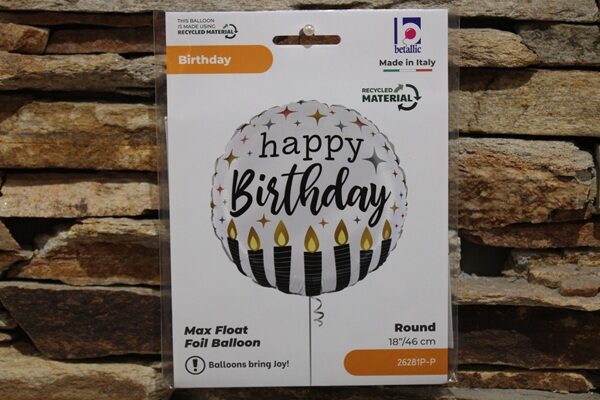 THIS BALLOON
IS MADE USING
RECYCLED MATERIAL
Birthday
betallic
Made in Italy
RECYCLED
MATERIAL
happy
Birthday
Max Float
Foil Balloon
Balloons bring Joy!
Round
18"/46 cm
26281P-P